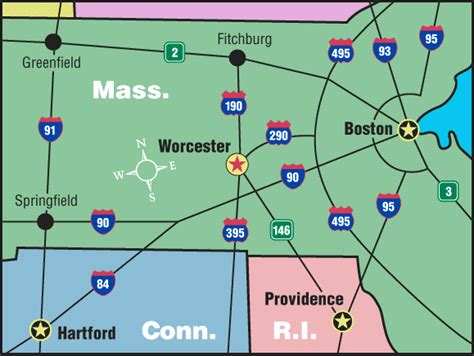 495
93
95
Fitchburg
2
Greenfield
Mass.
190
91
290
Boston
Worcester
N
W
E
S
90
3
Springfield
95
90
395
146
495
84
Providence
Hartford
Conn.
R.I.